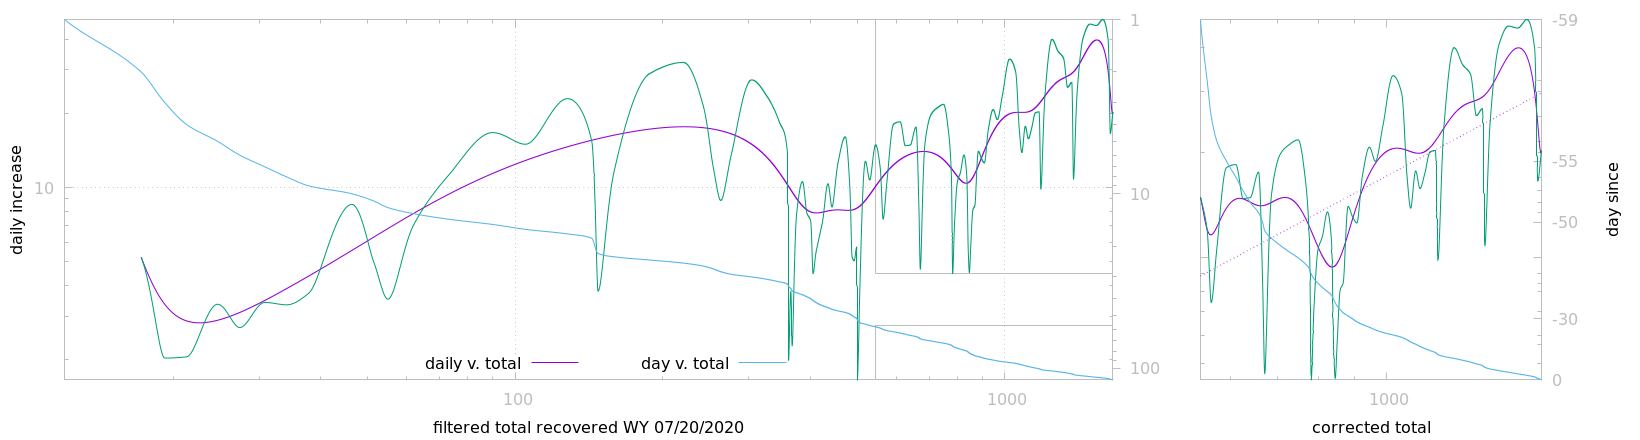 daily increase
10
daily v. total
day v. total
100
1000
filtered total recovered WY 07/20/2020
1
10
100
1000
corrected total
-59
-55
-50
-30
0
day since